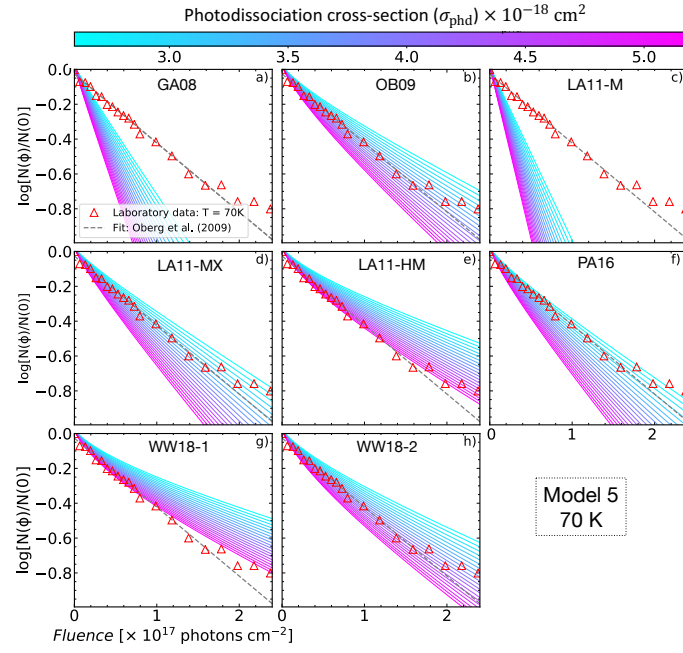 Photodissociation cross-section (σphd) × 10−18 cm2
3.0 3.5 4.0 4.5 5.0
GA08 a)
OB09 b)
LA11-M c)
log[N(ϕ)/N(0)]
0.0
−0.2
−0.4
−0.6
−0.8
Laboratory data: T = 70K
Fit: Oberg et al. (2009)
LA11-MX d)
LA11-HM e)
PA16 f)
log[N(ϕ)/N(0)]
0.0
−0.2
−0.4
−0.6
−0.8
0 1 2
WW18-1 g)
WW18-2 h)
log[N(ϕ)/N(0)]
0.0
−0.2
−0.4
−0.6
−0.8
Model 5
70 K
0 1 2 0 1 2
Fluence [× 1017 photons cm−2]